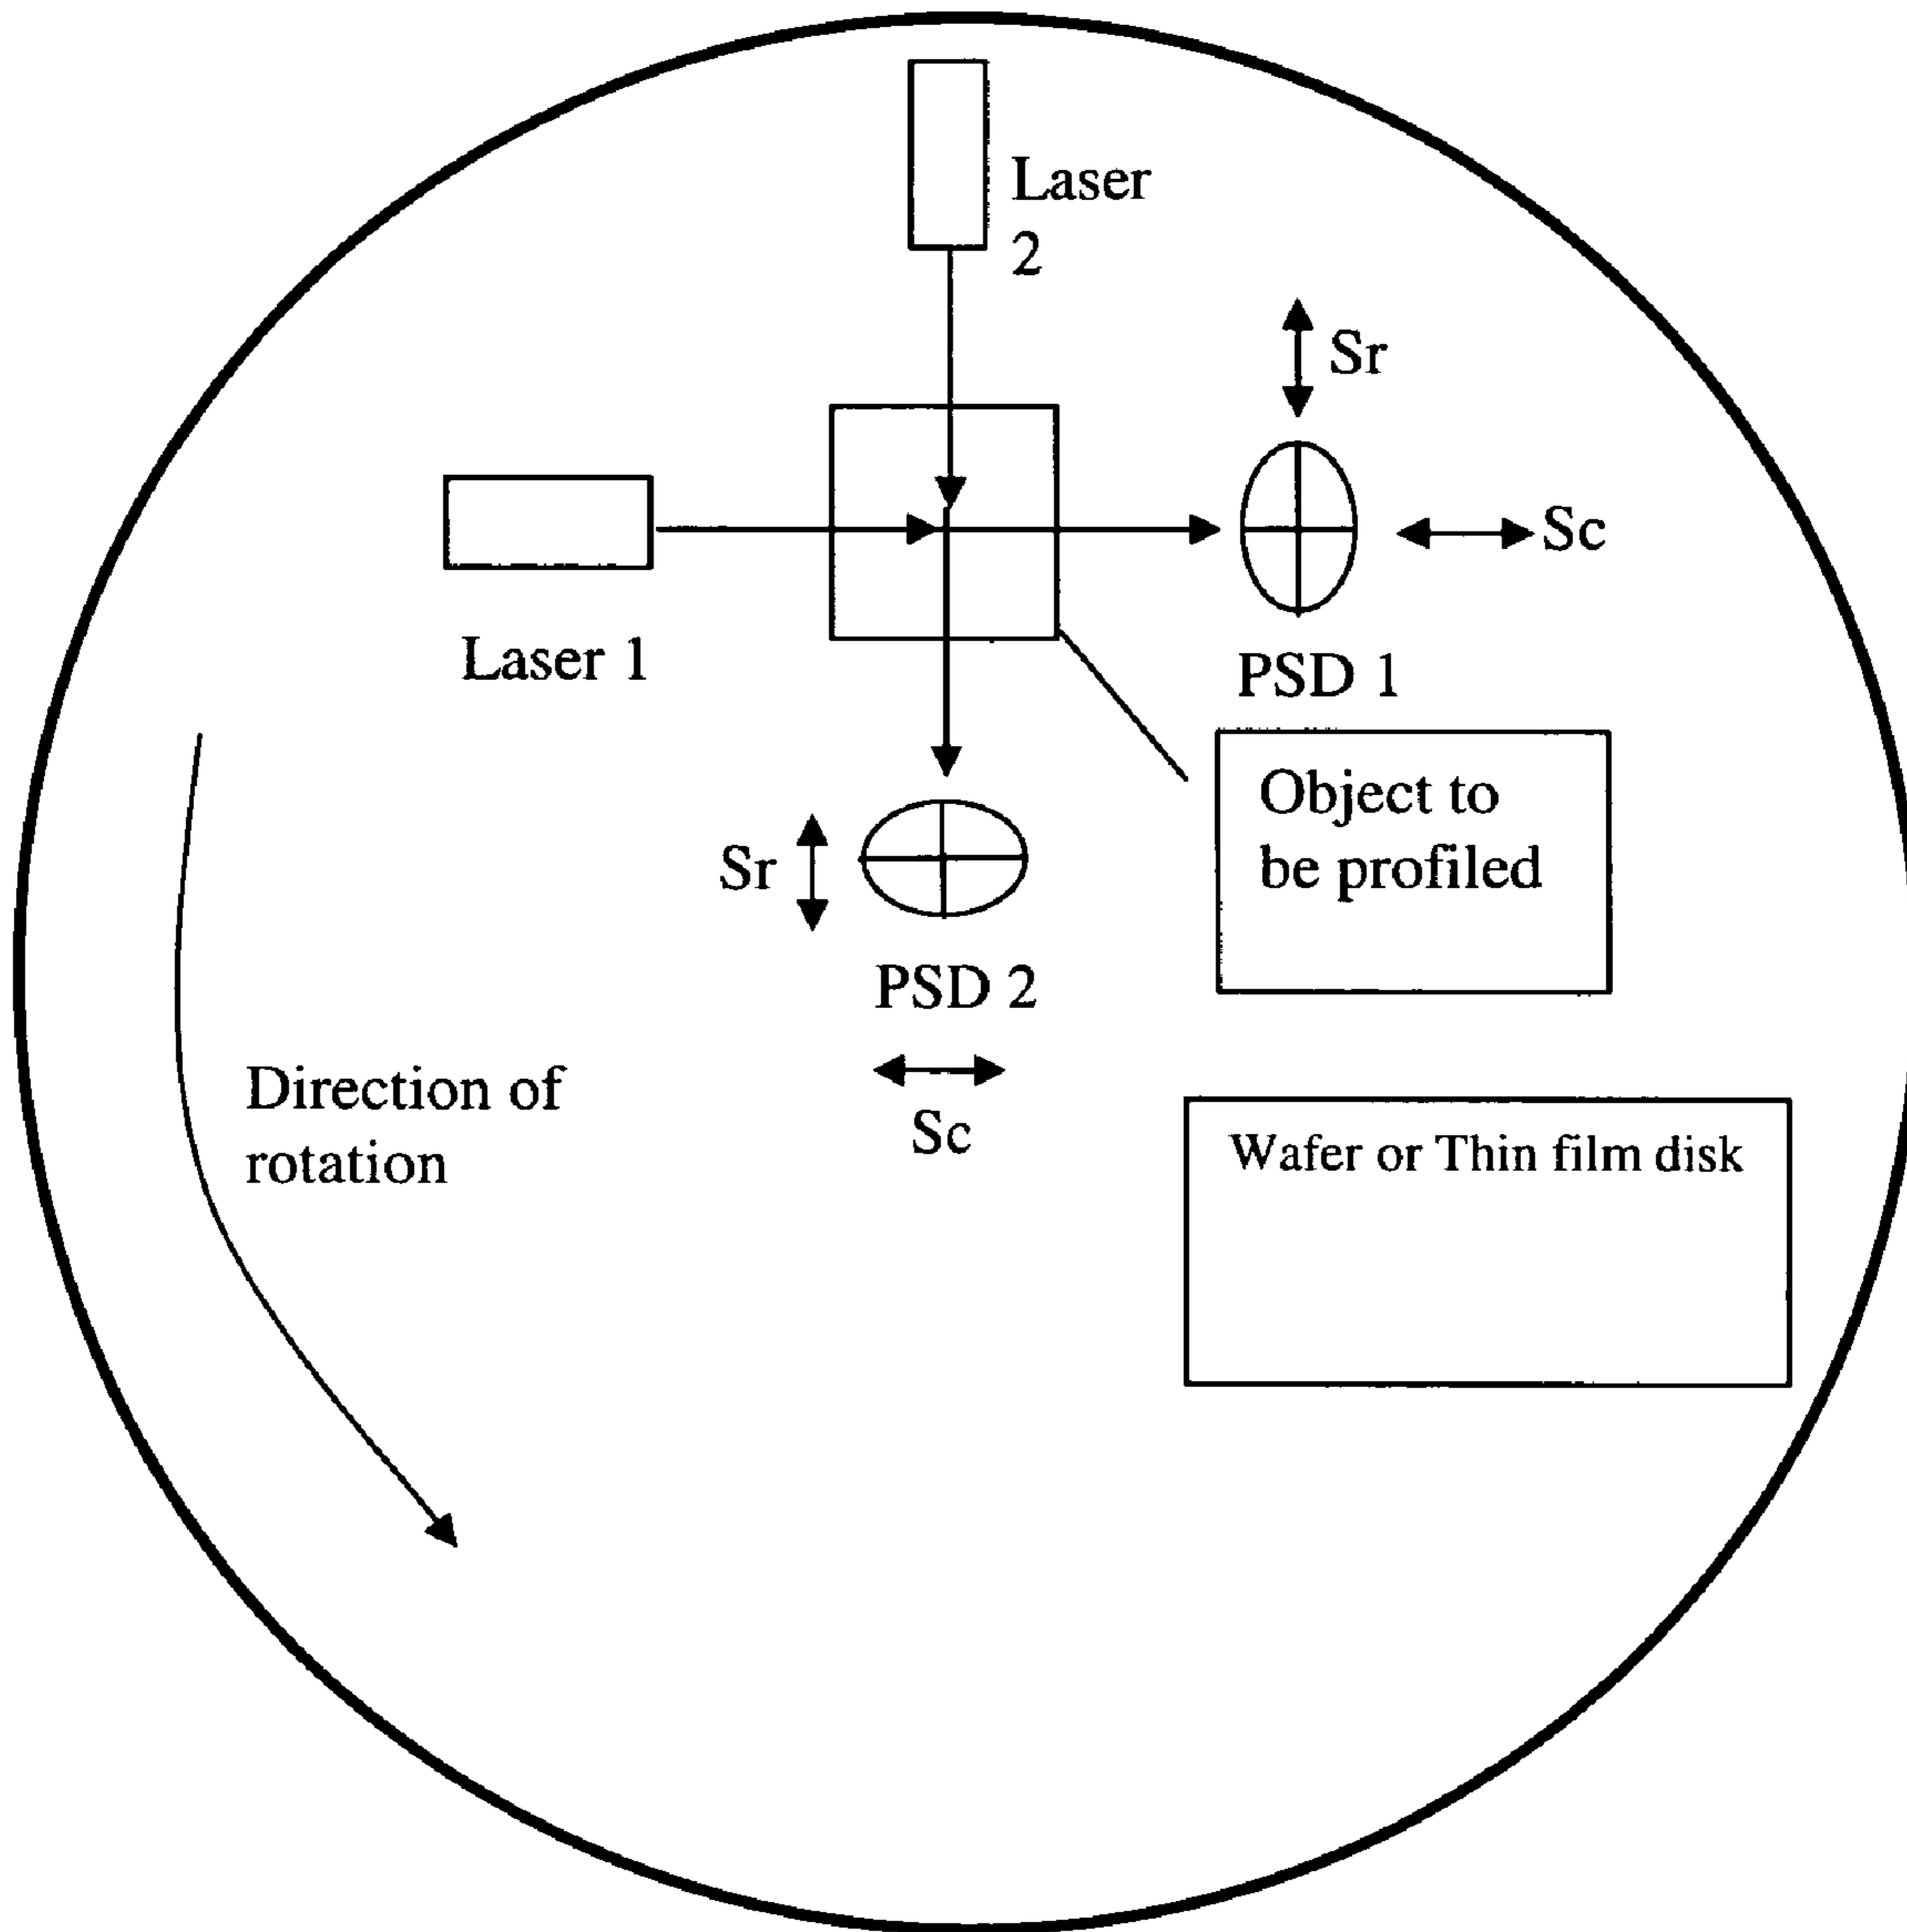 Laser
2
Sr
Sc
Laser 1
PSD 1
Object to
be profiled
Sr
PSD 2
Direction of
rotation
Sc
Wafer or Thin film disk